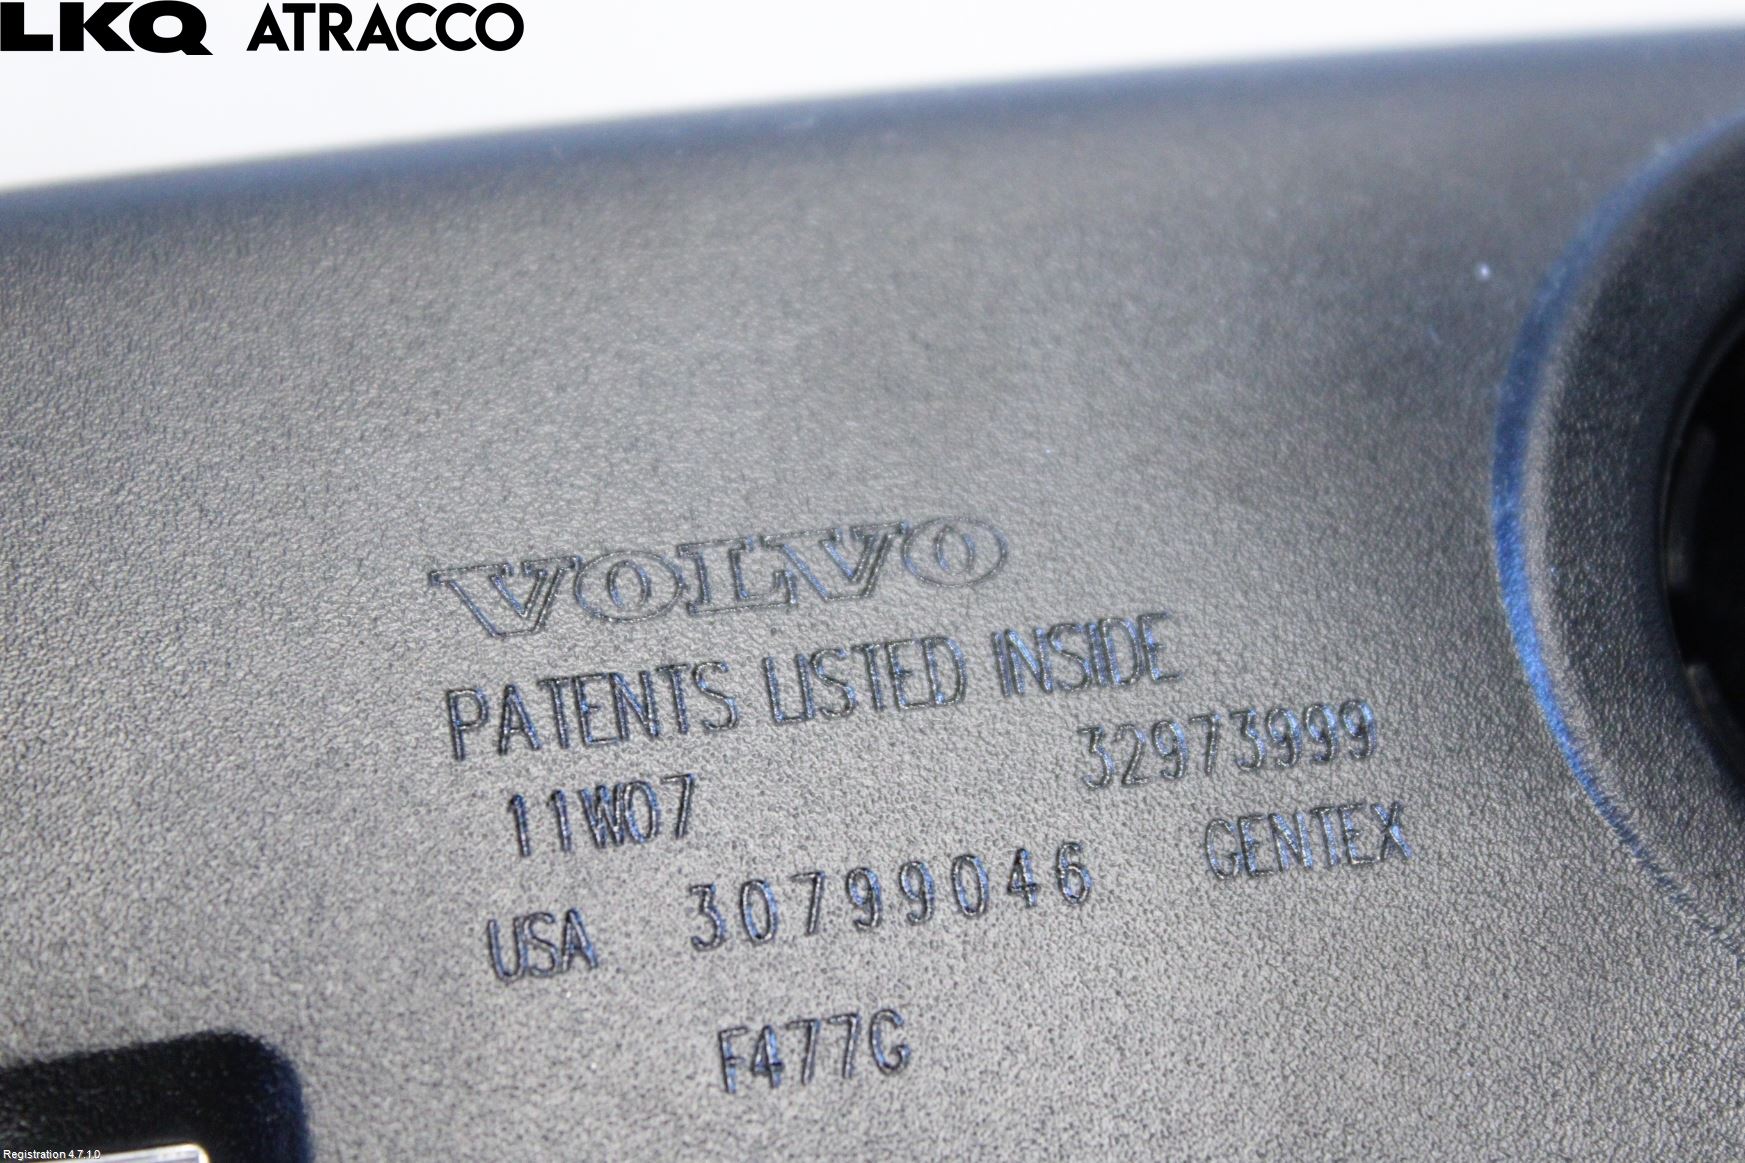 LKQ ATRACCO
VOLVO
PATENTS LISTED INSIDE
11W07 32973999
USA 30799046 GENTEX
F477G
Registration 4.7.1.0